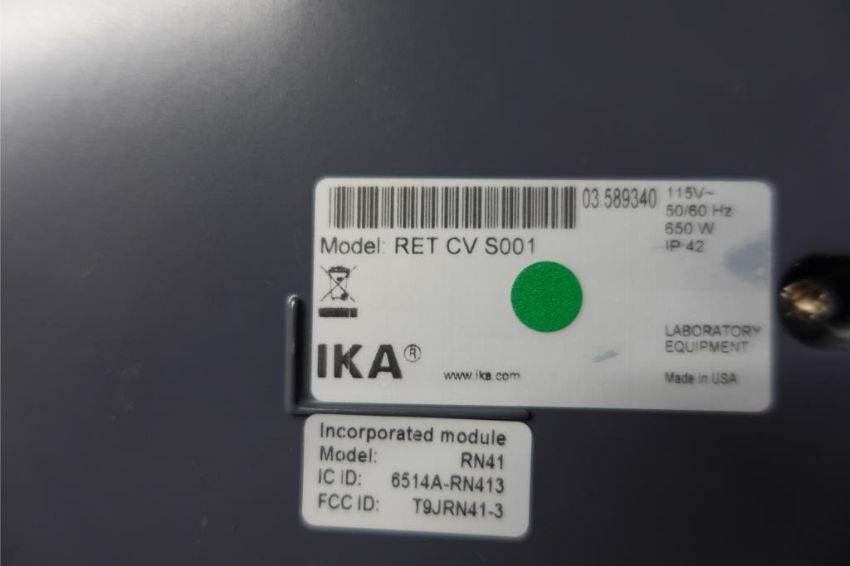 03.589340
115V~
50/60 Hz
650 W
IP 42
Model: RET CV S001
IKA®
www.ika.com
LABORATORY
EQUIPMENT
Made in USA
Incorporated module
Model: RN41
IC ID: 6514A-RN413
FCC ID: T9JRN41-3